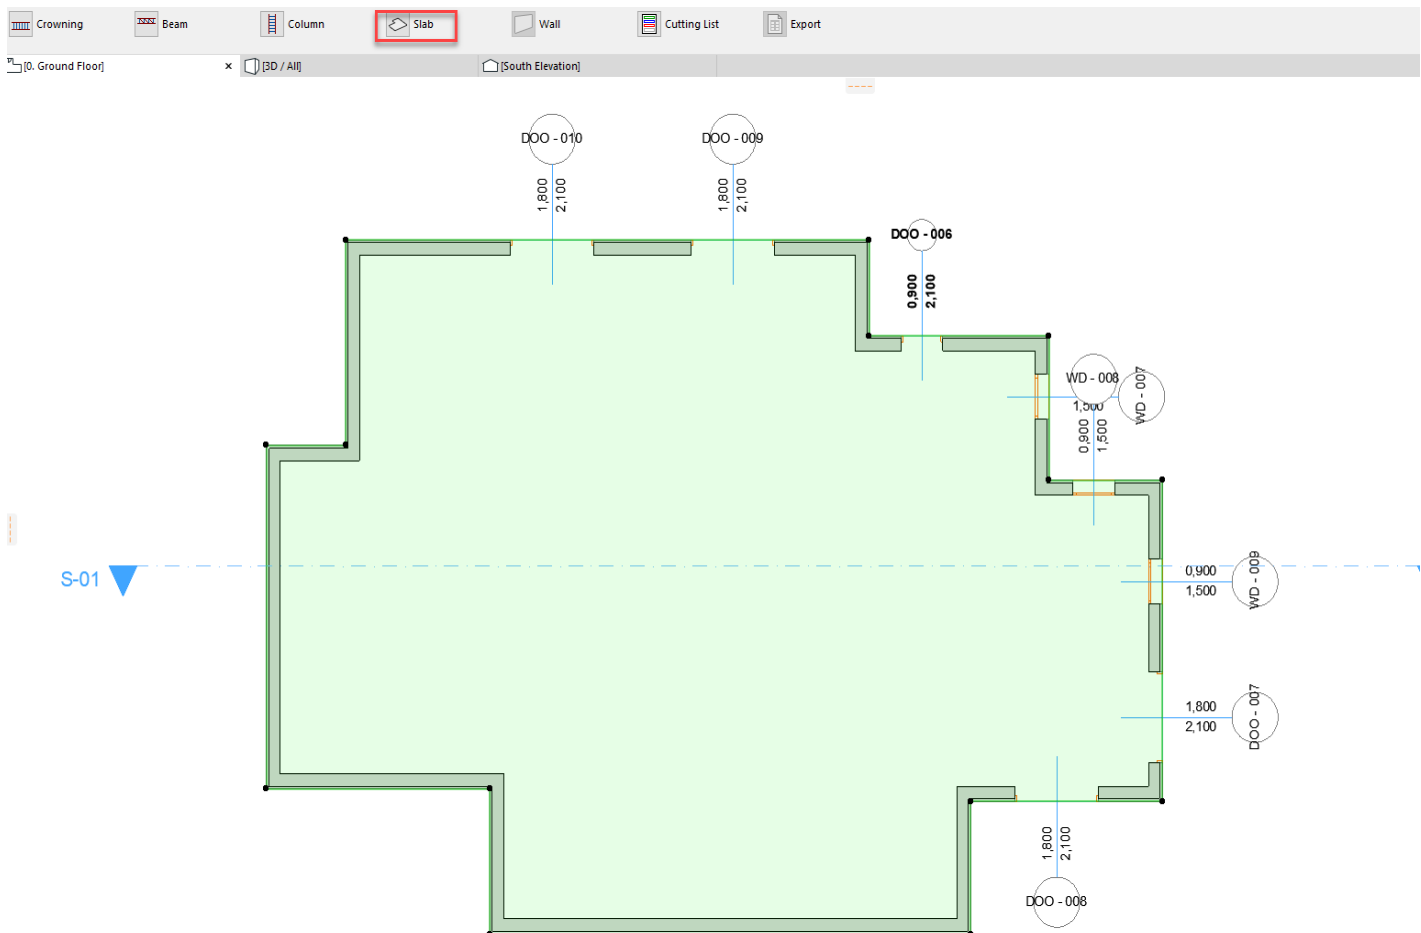 Crowning Beam Column Slab Wall Cutting List Export
[0. Ground Floor] × [3D / All] [South Elevation]
DOO - 010
1,800
2,100
DOO - 009
1,800
2,100
DOO - 006
0,900
2,100
WD - 008
0,900
1,500
WD - 007
1,500
S-01
WD - 009
0,900
1,500
DOO - 007
1,800
2,100
1,800
2,100
DOO - 008